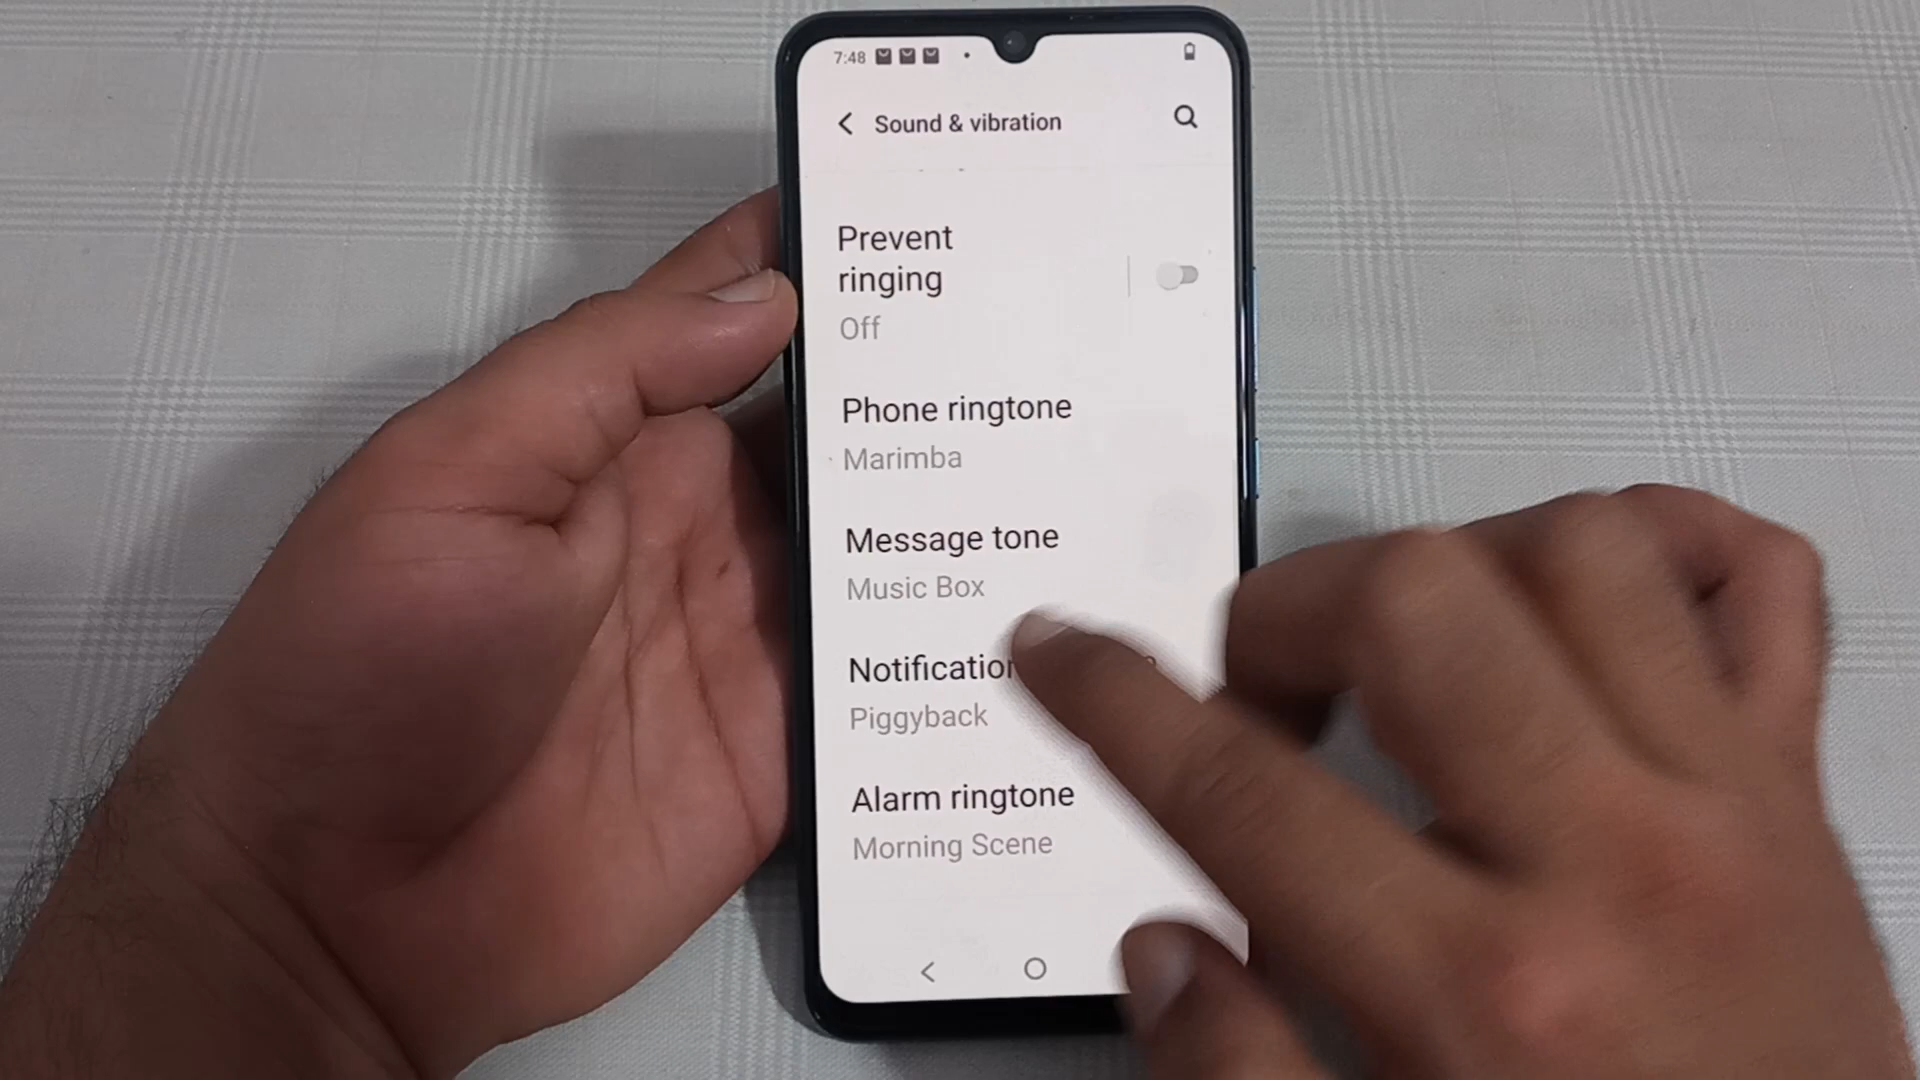 7:48
Sound & vibration
Prevent
ringing
Off
Phone ringtone
Marimba
Message tone
Music Box
Notification
Piggyback
Alarm ringtone
Morning Scene